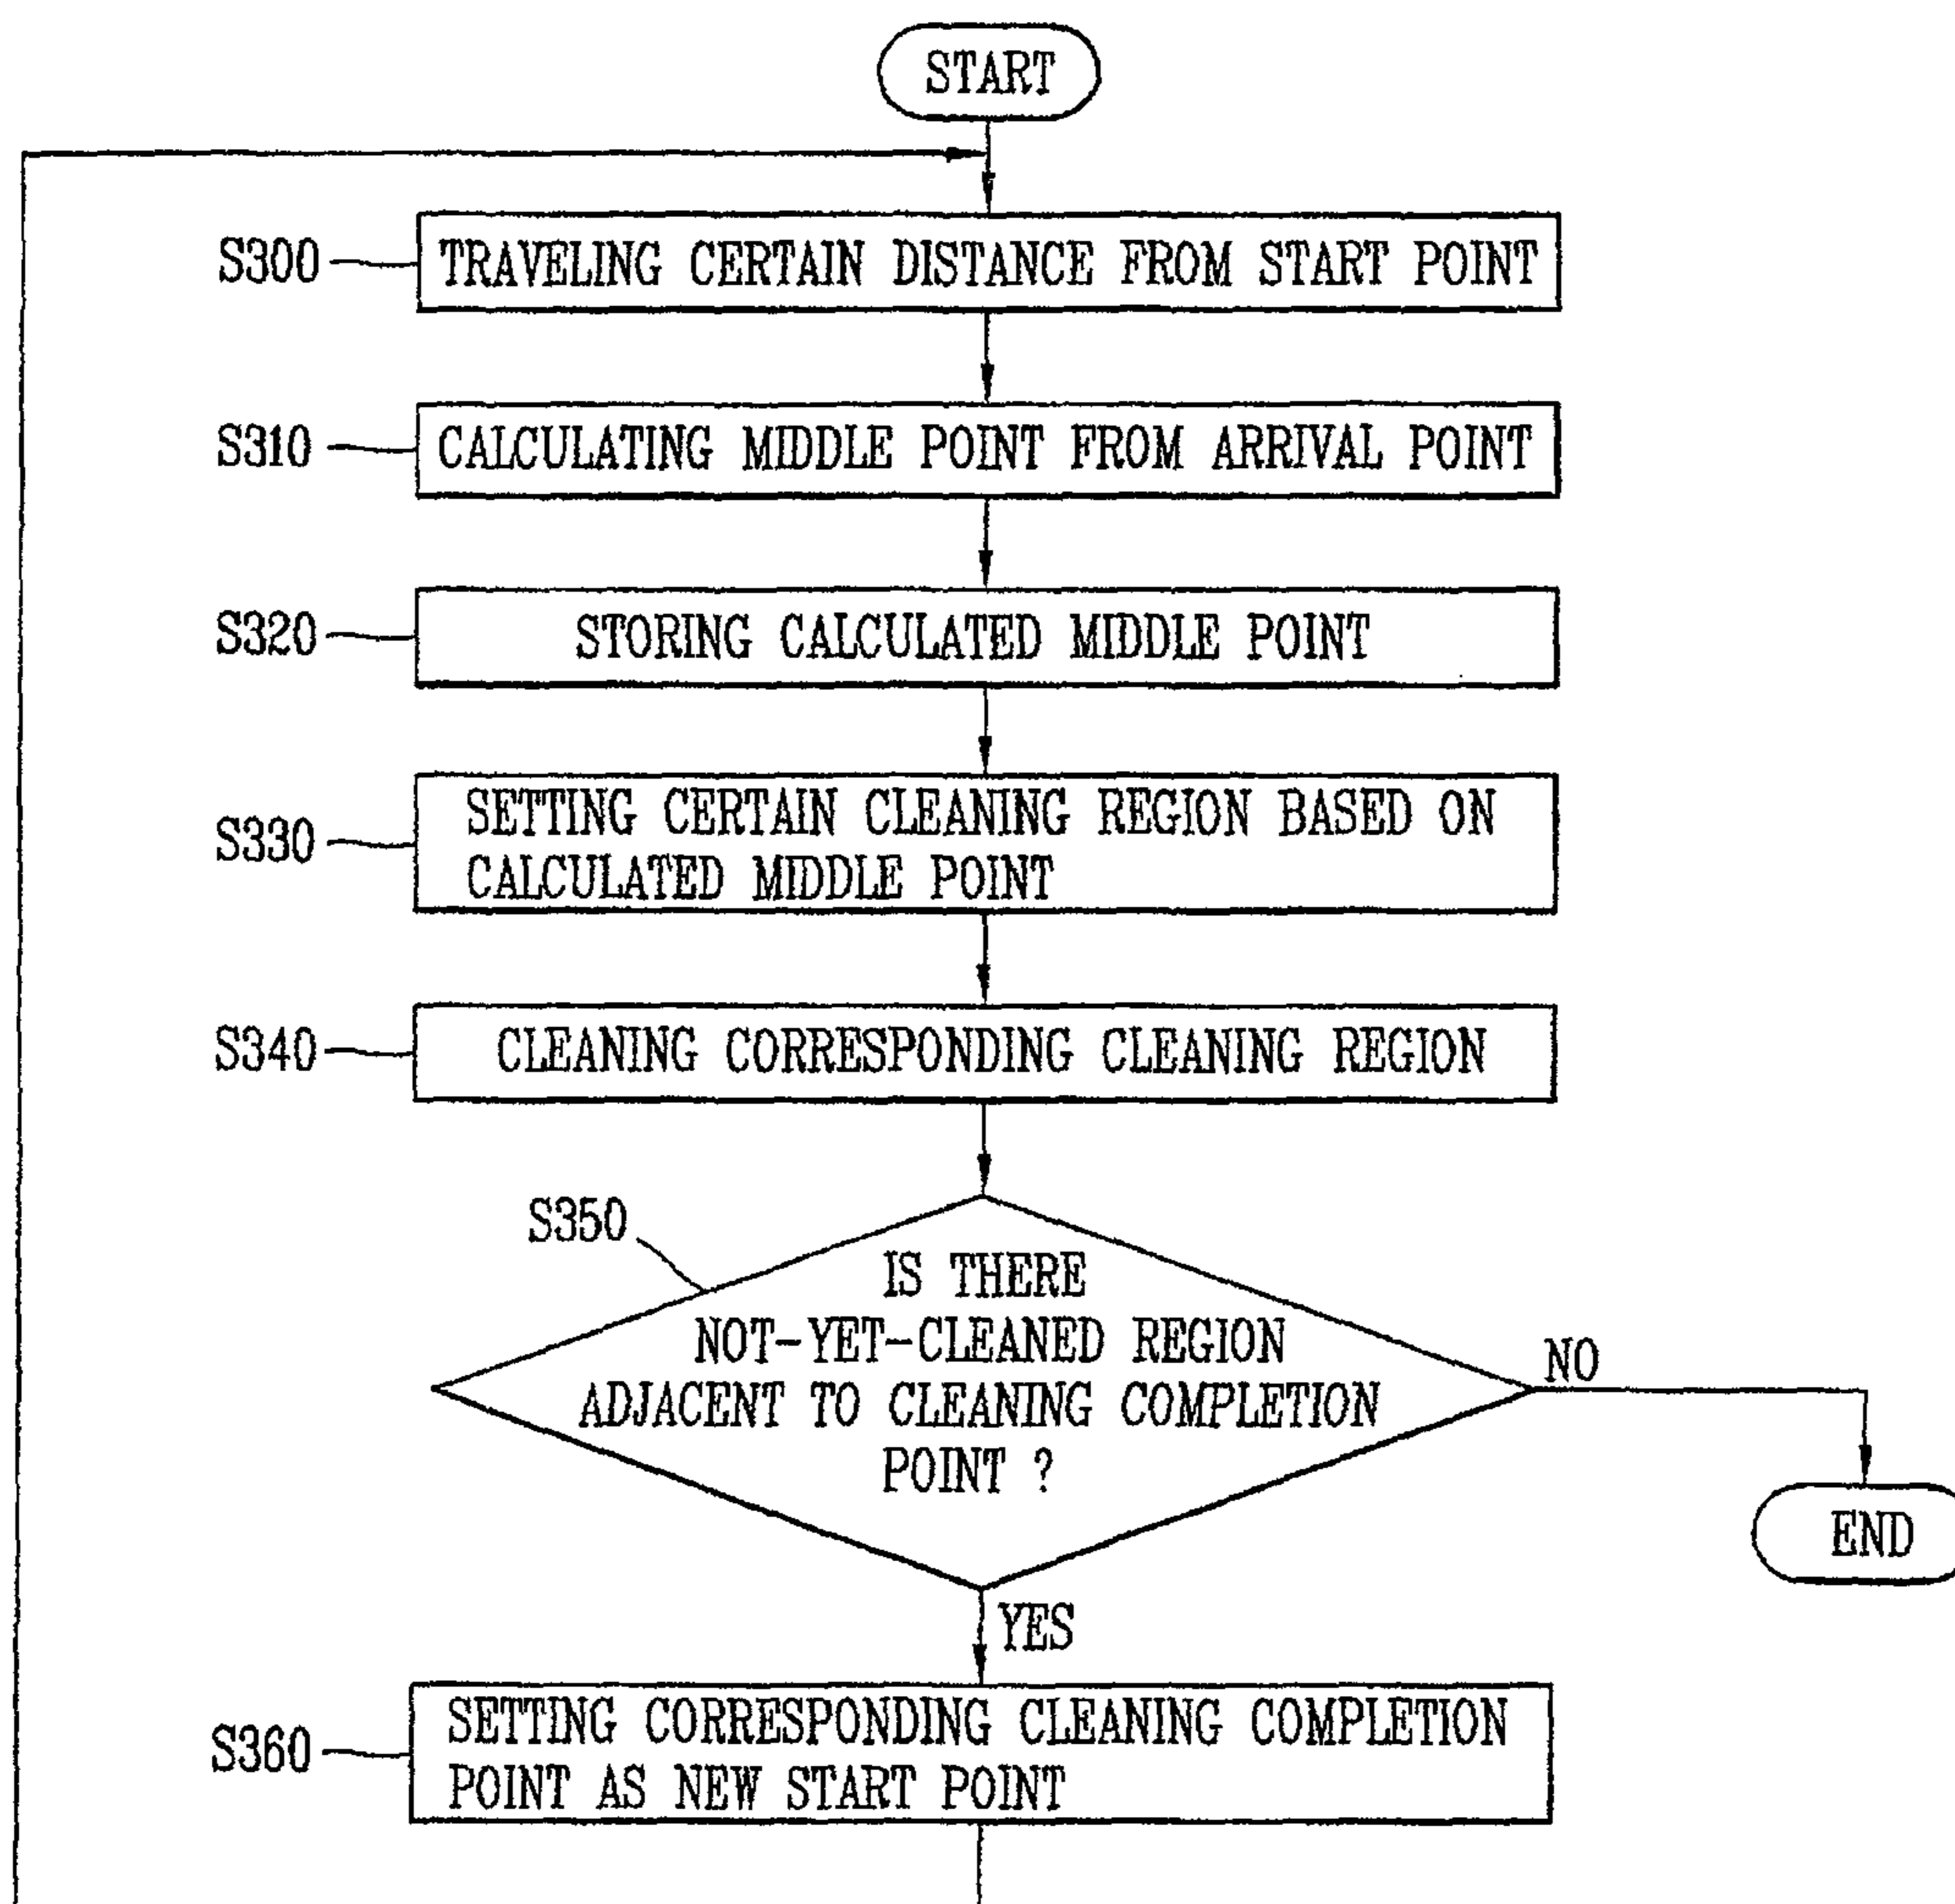 START
S300
TRAVELING CERTAIN DISTANCE FROM START POINT
S310
CALCULATING MIDDLE POINT FROM ARRIVAL POINT
S320
STORING CALCULATED MIDDLE POINT
S330
SETTING CERTAIN CLEANING REGION BASED ON
CALCULATED MIDDLE POINT
S340
CLEANING CORRESPONDING CLEANING REGION
S350
IS THERE
NOT-YET-CLEANED REGION
ADJACENT TO CLEANING COMPLETION
POINT ?
NO
END
YES
S360
SETTING CORRESPONDING CLEANING COMPLETION
POINT AS NEW START POINT